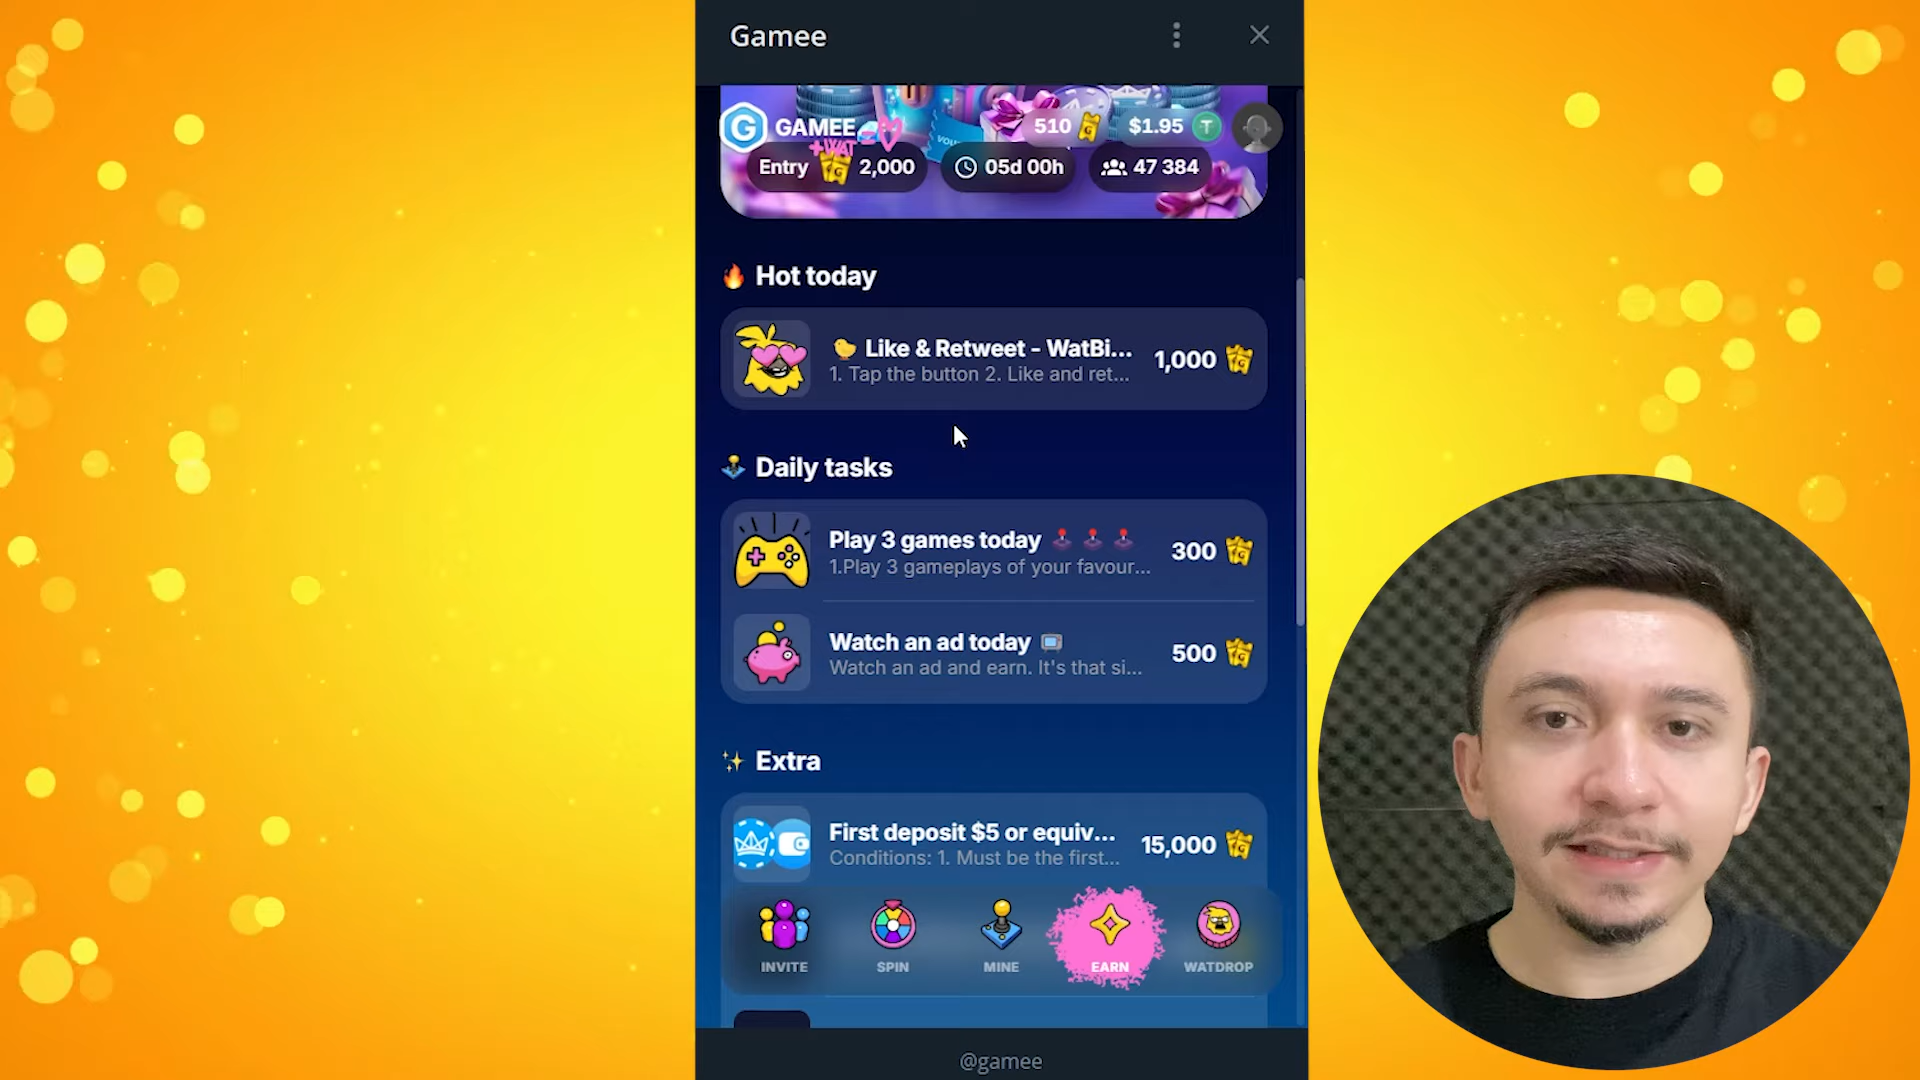 Gamee
GAMEE
510
$1.95
+WAT
Entry 2,000
05d 00h
47 384
Hot today
Like & Retweet - WatBi...
1,000
1. Tap the button 2. Like and ret...
Daily tasks
Play 3 games today
300
1.Play 3 gameplays of your favour...
Watch an ad today
500
Watch an ad and earn. It's that si...
Extra
First deposit $5 or equiv...
15,000
Conditions: 1. Must be the first...
INVITE
SPIN
MINE
EARN
WATDROP
@gamee